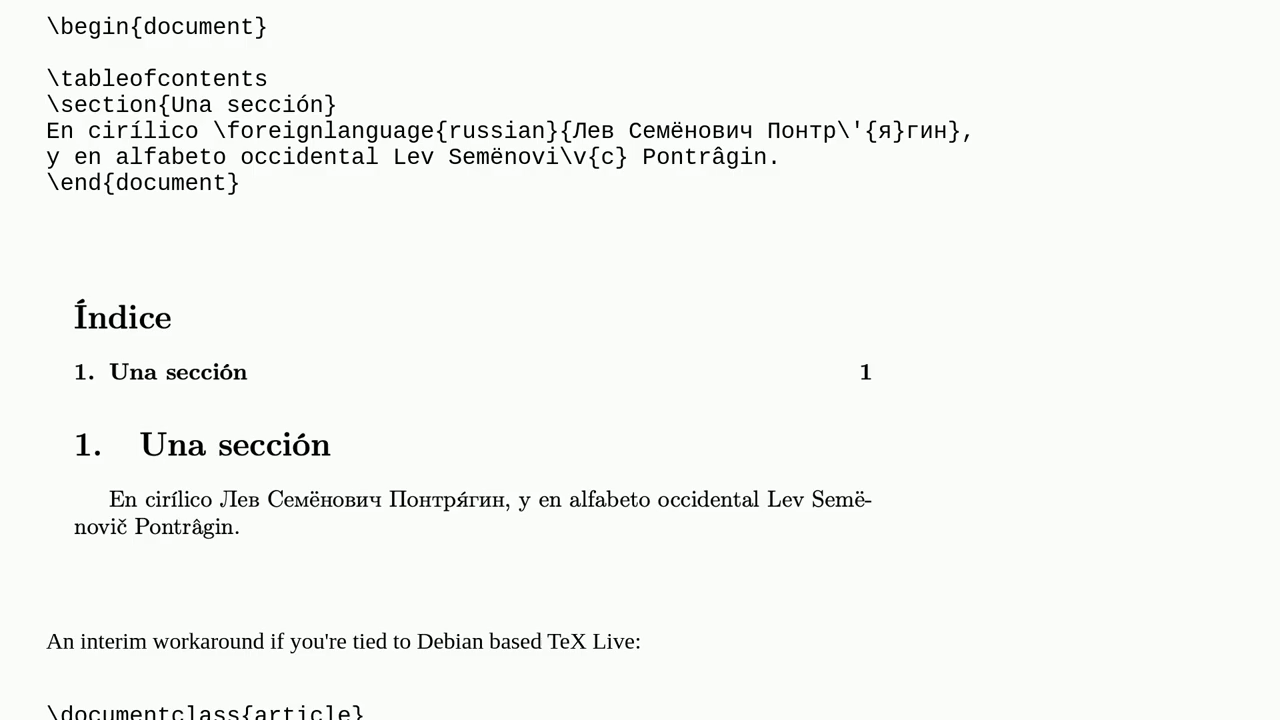 \begin{document}
\tableofcontents
\section{Una sección}
En cirílico \foreignlanguage{russian}{Лев Семёнович Понтр\'{я}гин},
y en alfabeto occidental Lev Semënovi\v{c} Pontrâgin.
\end{document}
Índice
1. Una sección 1
1. Una sección
En cirílico Лев Семёнович Понтря́гин, y en alfabeto occidental Lev Semë-
novič Pontrâgin.
An interim workaround if you're tied to Debian based TeX Live:
\documentclass{article}